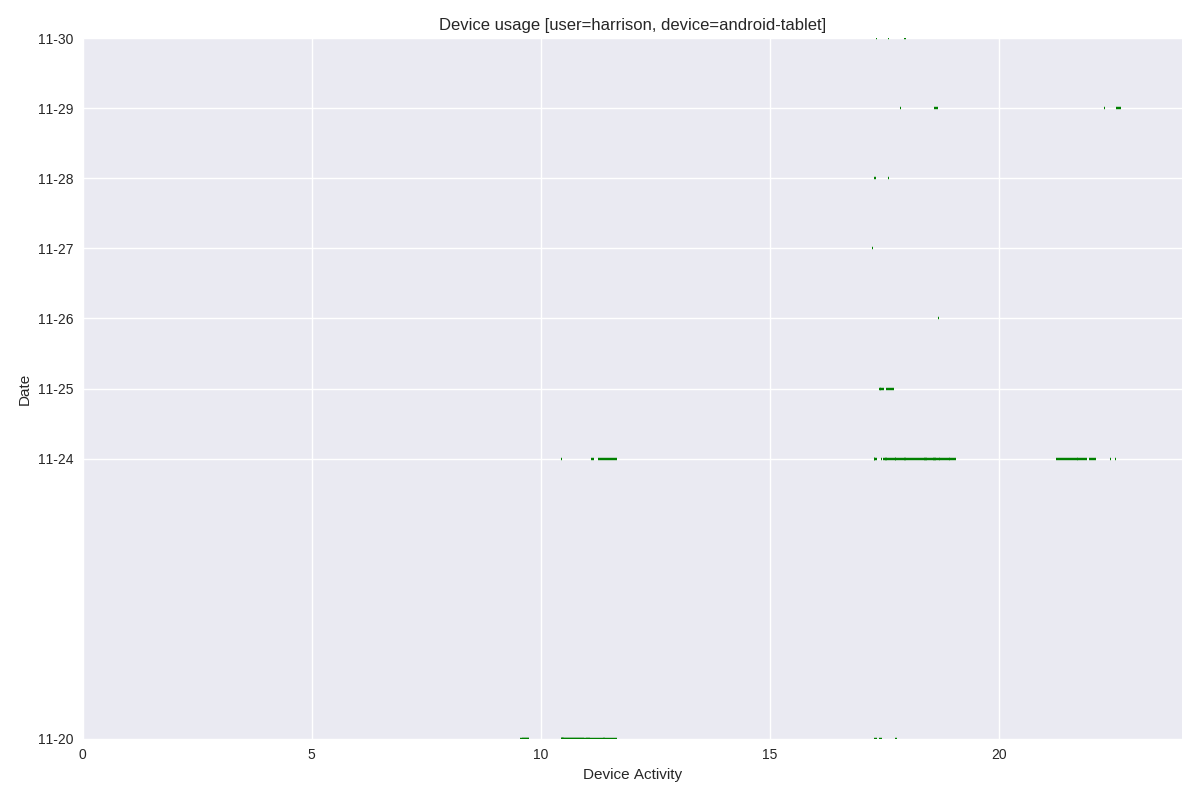 Device usage [user=harrison, device=android-tablet]
11-30
11-29
11-28
11-27
11-26
11-25
11-24
11-20
Date
0 5 10 15 20
Device Activity